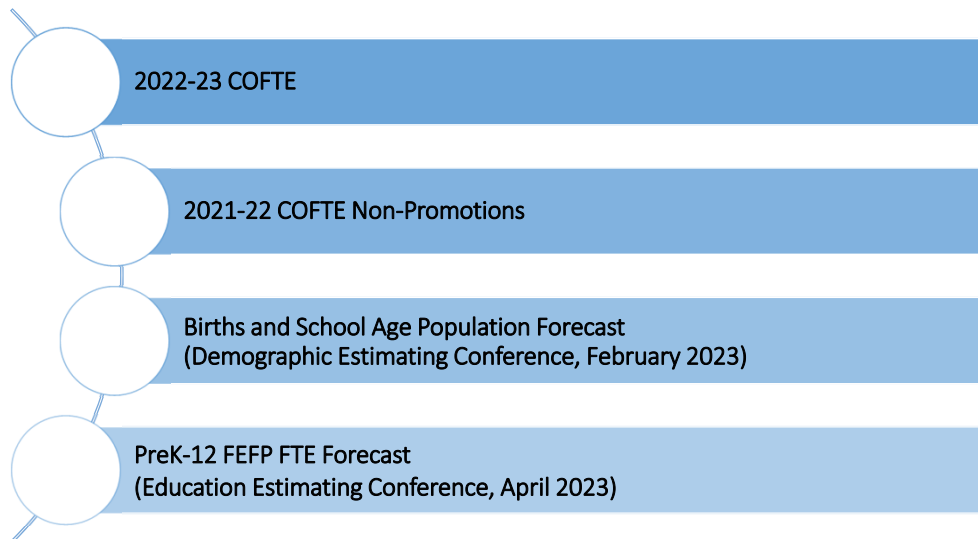 2022-23 COFTE
2021-22 COFTE Non-Promotions
Births and School Age Population Forecast
(Demographic Estimating Conference, February 2023)
PreK-12 FEFP FTE Forecast
(Education Estimating Conference, April 2023)